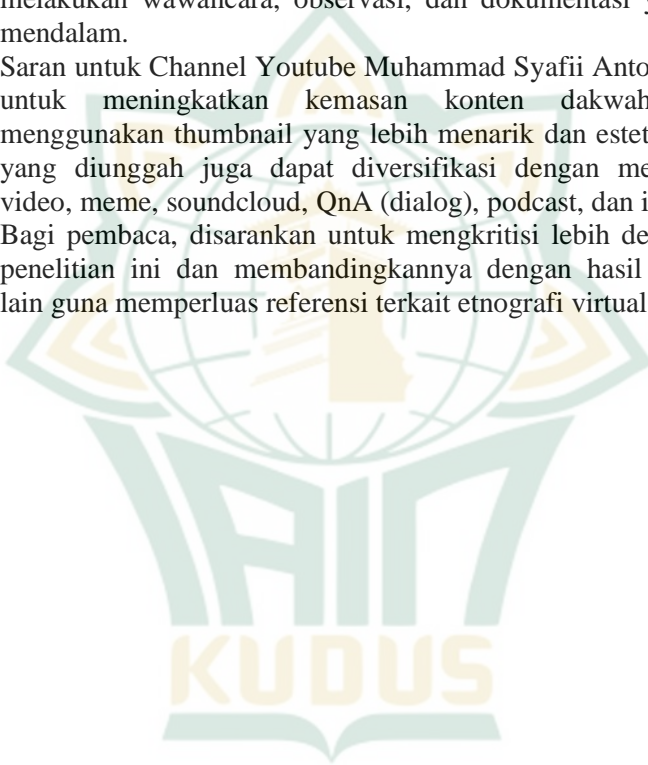 melakukan wawancara, observasi, dan dokumentasi
mendalam.
Saran untuk Channel Youtube Muhammad Syafii Anto
untuk meningkatkan kemasan konten dakwah
menggunakan thumbnail yang lebih menarik dan estet
yang diunggah juga dapat diversifikasi dengan me
video, meme, soundcloud, QnA (dialog), podcast, dan i
Bagi pembaca, disarankan untuk mengkritisi lebih de
penelitian ini dan membandingkannya dengan hasil
lain guna memperluas referensi terkait etnografi virtual
IAIN
KUDUS